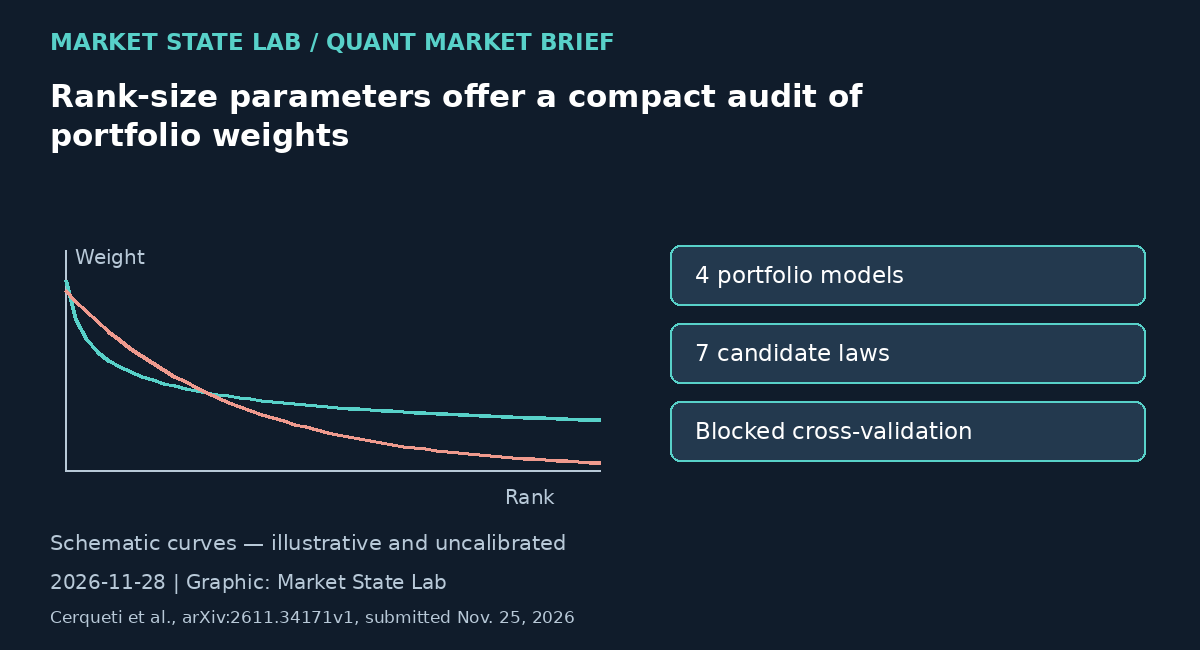 MARKET STATE LAB / QUANT MARKET BRIEF
Rank-size parameters offer a compact audit of
portfolio weights
Weight
Rank
4 portfolio models
7 candidate laws
Blocked cross-validation
Schematic curves — illustrative and uncalibrated
2026-11-28 | Graphic: Market State Lab
Cerqueti et al., arXiv:2611.34171v1, submitted Nov. 25, 2026